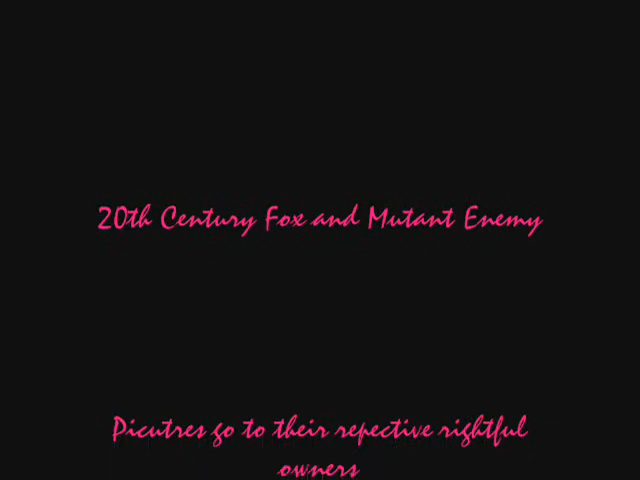 20th Century Fox and Mutant Enemy
Picutres go to their repective rightful
owners